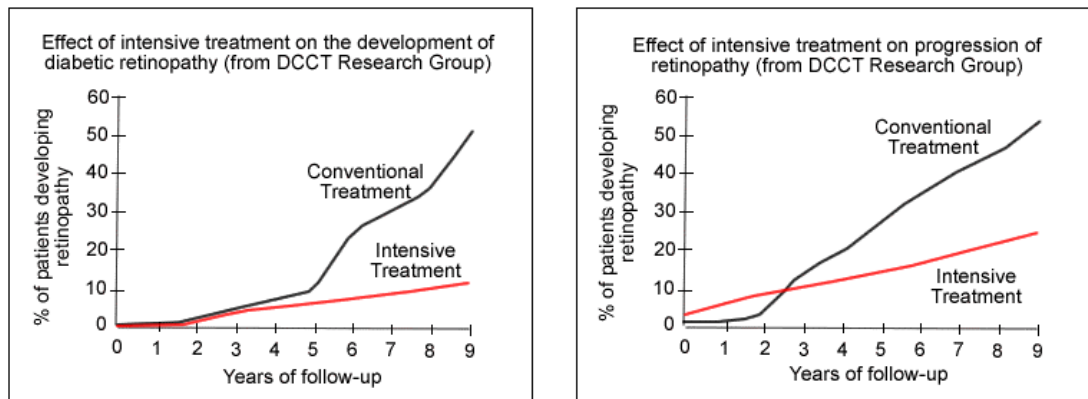 Effect of intensive treatment on the development of
diabetic retinopathy (from DCCT Research Group)
% of patients developing
retinopathy
60
50
40
30
20
10
0
Conventional
Treatment
Intensive
Treatment
0 1 2 3 4 5 6 7 8 9
Years of follow-up
Effect of intensive treatment on progression of
retinopathy (from DCCT Research Group)
% of patients developing
retinopathy
60
50
40
30
20
10
0
Conventional
Treatment
Intensive
Treatment
0 1 2 3 4 5 6 7 8 9
Years of follow-up